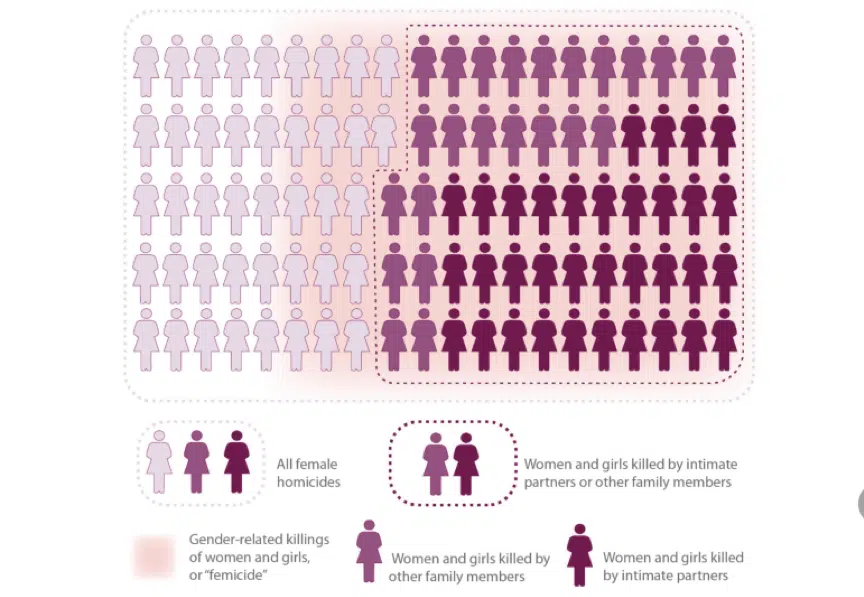 All female
homicides
Women and girls killed by intimate
partners or other family members
Gender-related killings
of women and girls,
or “femicide”
Women and girls killed by
other family members
Women and girls killed
by intimate partners